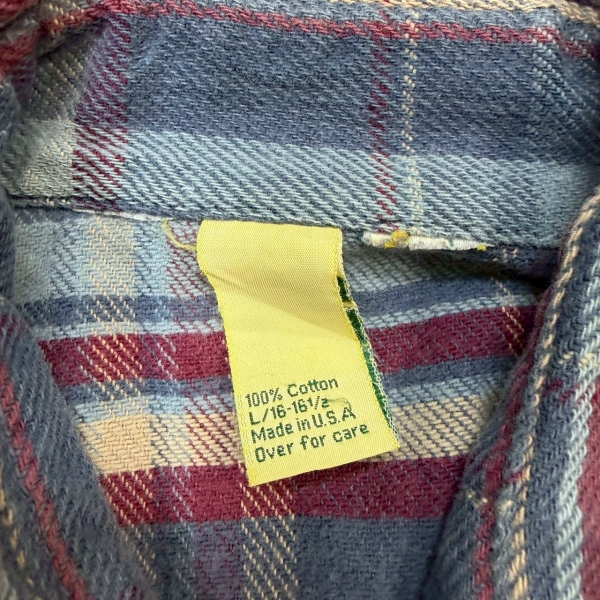 100% Cotton
L/16-16½
Made in U.S.A.
Over for care